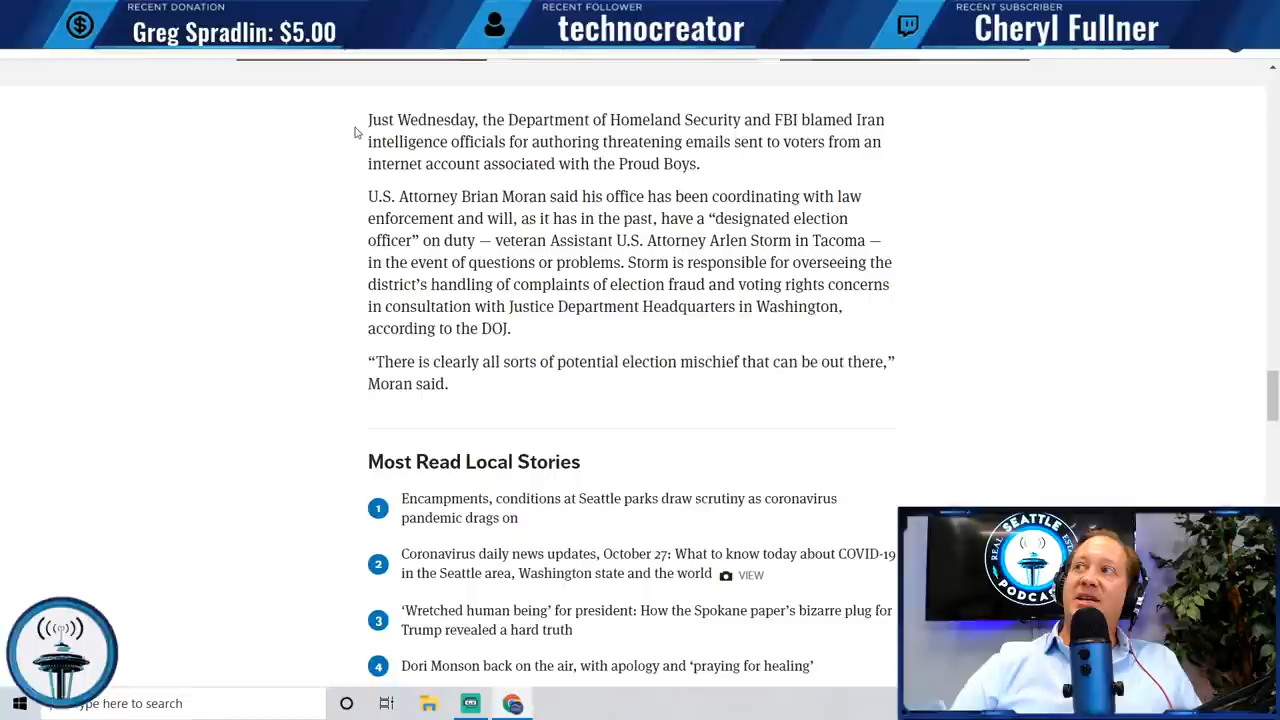 RECENT DONATION
Greg Spradlin: $5.00
RECENT FOLLOWER
technocreator
RECENT SUBSCRIBER
Cheryl Fullner
Just Wednesday, the Department of Homeland Security and FBI blamed Iran
intelligence officials for authoring threatening emails sent to voters from an
internet account associated with the Proud Boys.
U.S. Attorney Brian Moran said his office has been coordinating with law
enforcement and will, as it has in the past, have a “designated election
officer” on duty — veteran Assistant U.S. Attorney Arlen Storm in Tacoma —
in the event of questions or problems. Storm is responsible for overseeing the
district’s handling of complaints of election fraud and voting rights concerns
in consultation with Justice Department Headquarters in Washington,
according to the DOJ.
“There is clearly all sorts of potential election mischief that can be out there,”
Moran said.
Most Read Local Stories
1 Encampments, conditions at Seattle parks draw scrutiny as coronavirus
pandemic drags on
2 Coronavirus daily news updates, October 27: What to know today about COVID-19
in the Seattle area, Washington state and the world VIEW
3 ‘Wretched human being’ for president: How the Spokane paper’s bizarre plug for
Trump revealed a hard truth
4 Dori Monson back on the air, with apology and ‘praying for healing’
REAL SEATTLE
PODCAST
here to search